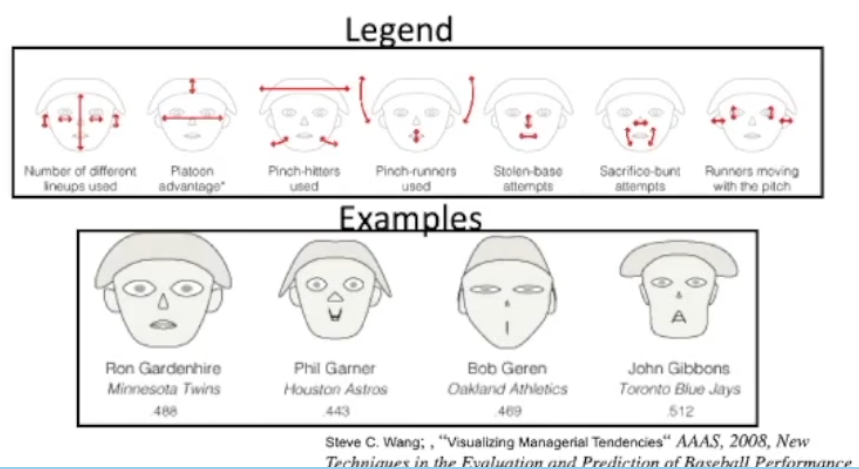 Legend
Number of different lineups used
Platoon advantage*
Pinch-hitters used
Pinch-runners used
Stolen-base attempts
Sacrifice-bunt attempts
Runners moving with the pitch
Examples
Ron Gardenhire
Minnesota Twins
.488
Phil Garner
Houston Astros
.443
Bob Geren
Oakland Athletics
.469
John Gibbons
Toronto Blue Jays
.512
Steve C. Wang; , “Visualizing Managerial Tendencies“ AAAS, 2008, New
Techniques in the Evaluation and Prediction of Baseball Performance